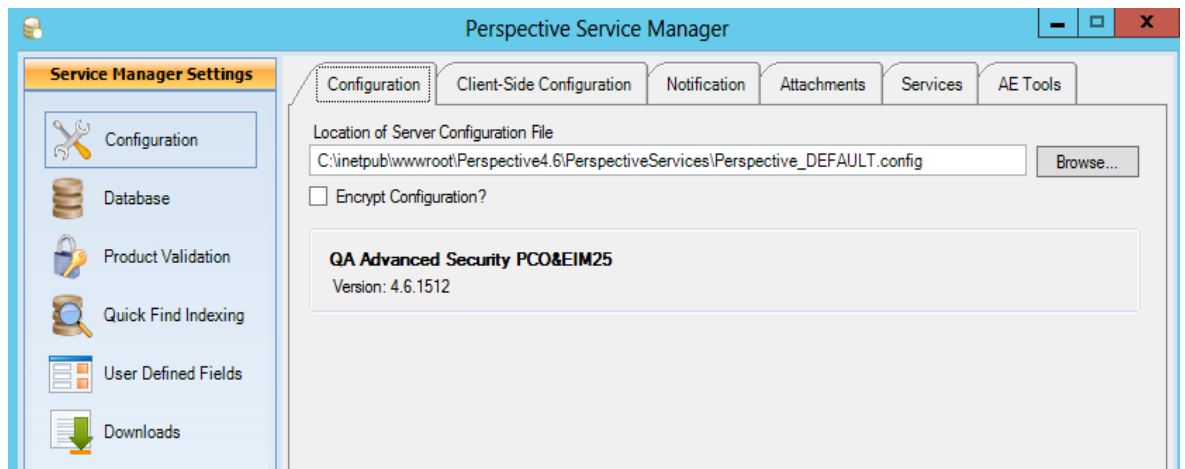 Perspective Service Manager
Service Manager Settings
Configuration
Database
Product Validation
Quick Find Indexing
User Defined Fields
Downloads
Configuration Client-Side Configuration Notification Attachments Services AE Tools
Location of Server Configuration File
C:\inetpub\wwwroot\Perspective4.6\PerspectiveServices\Perspective_DEFAULT.config Browse...
Encrypt Configuration?
QA Advanced Security PCO&EIM25
Version: 4.6.1512